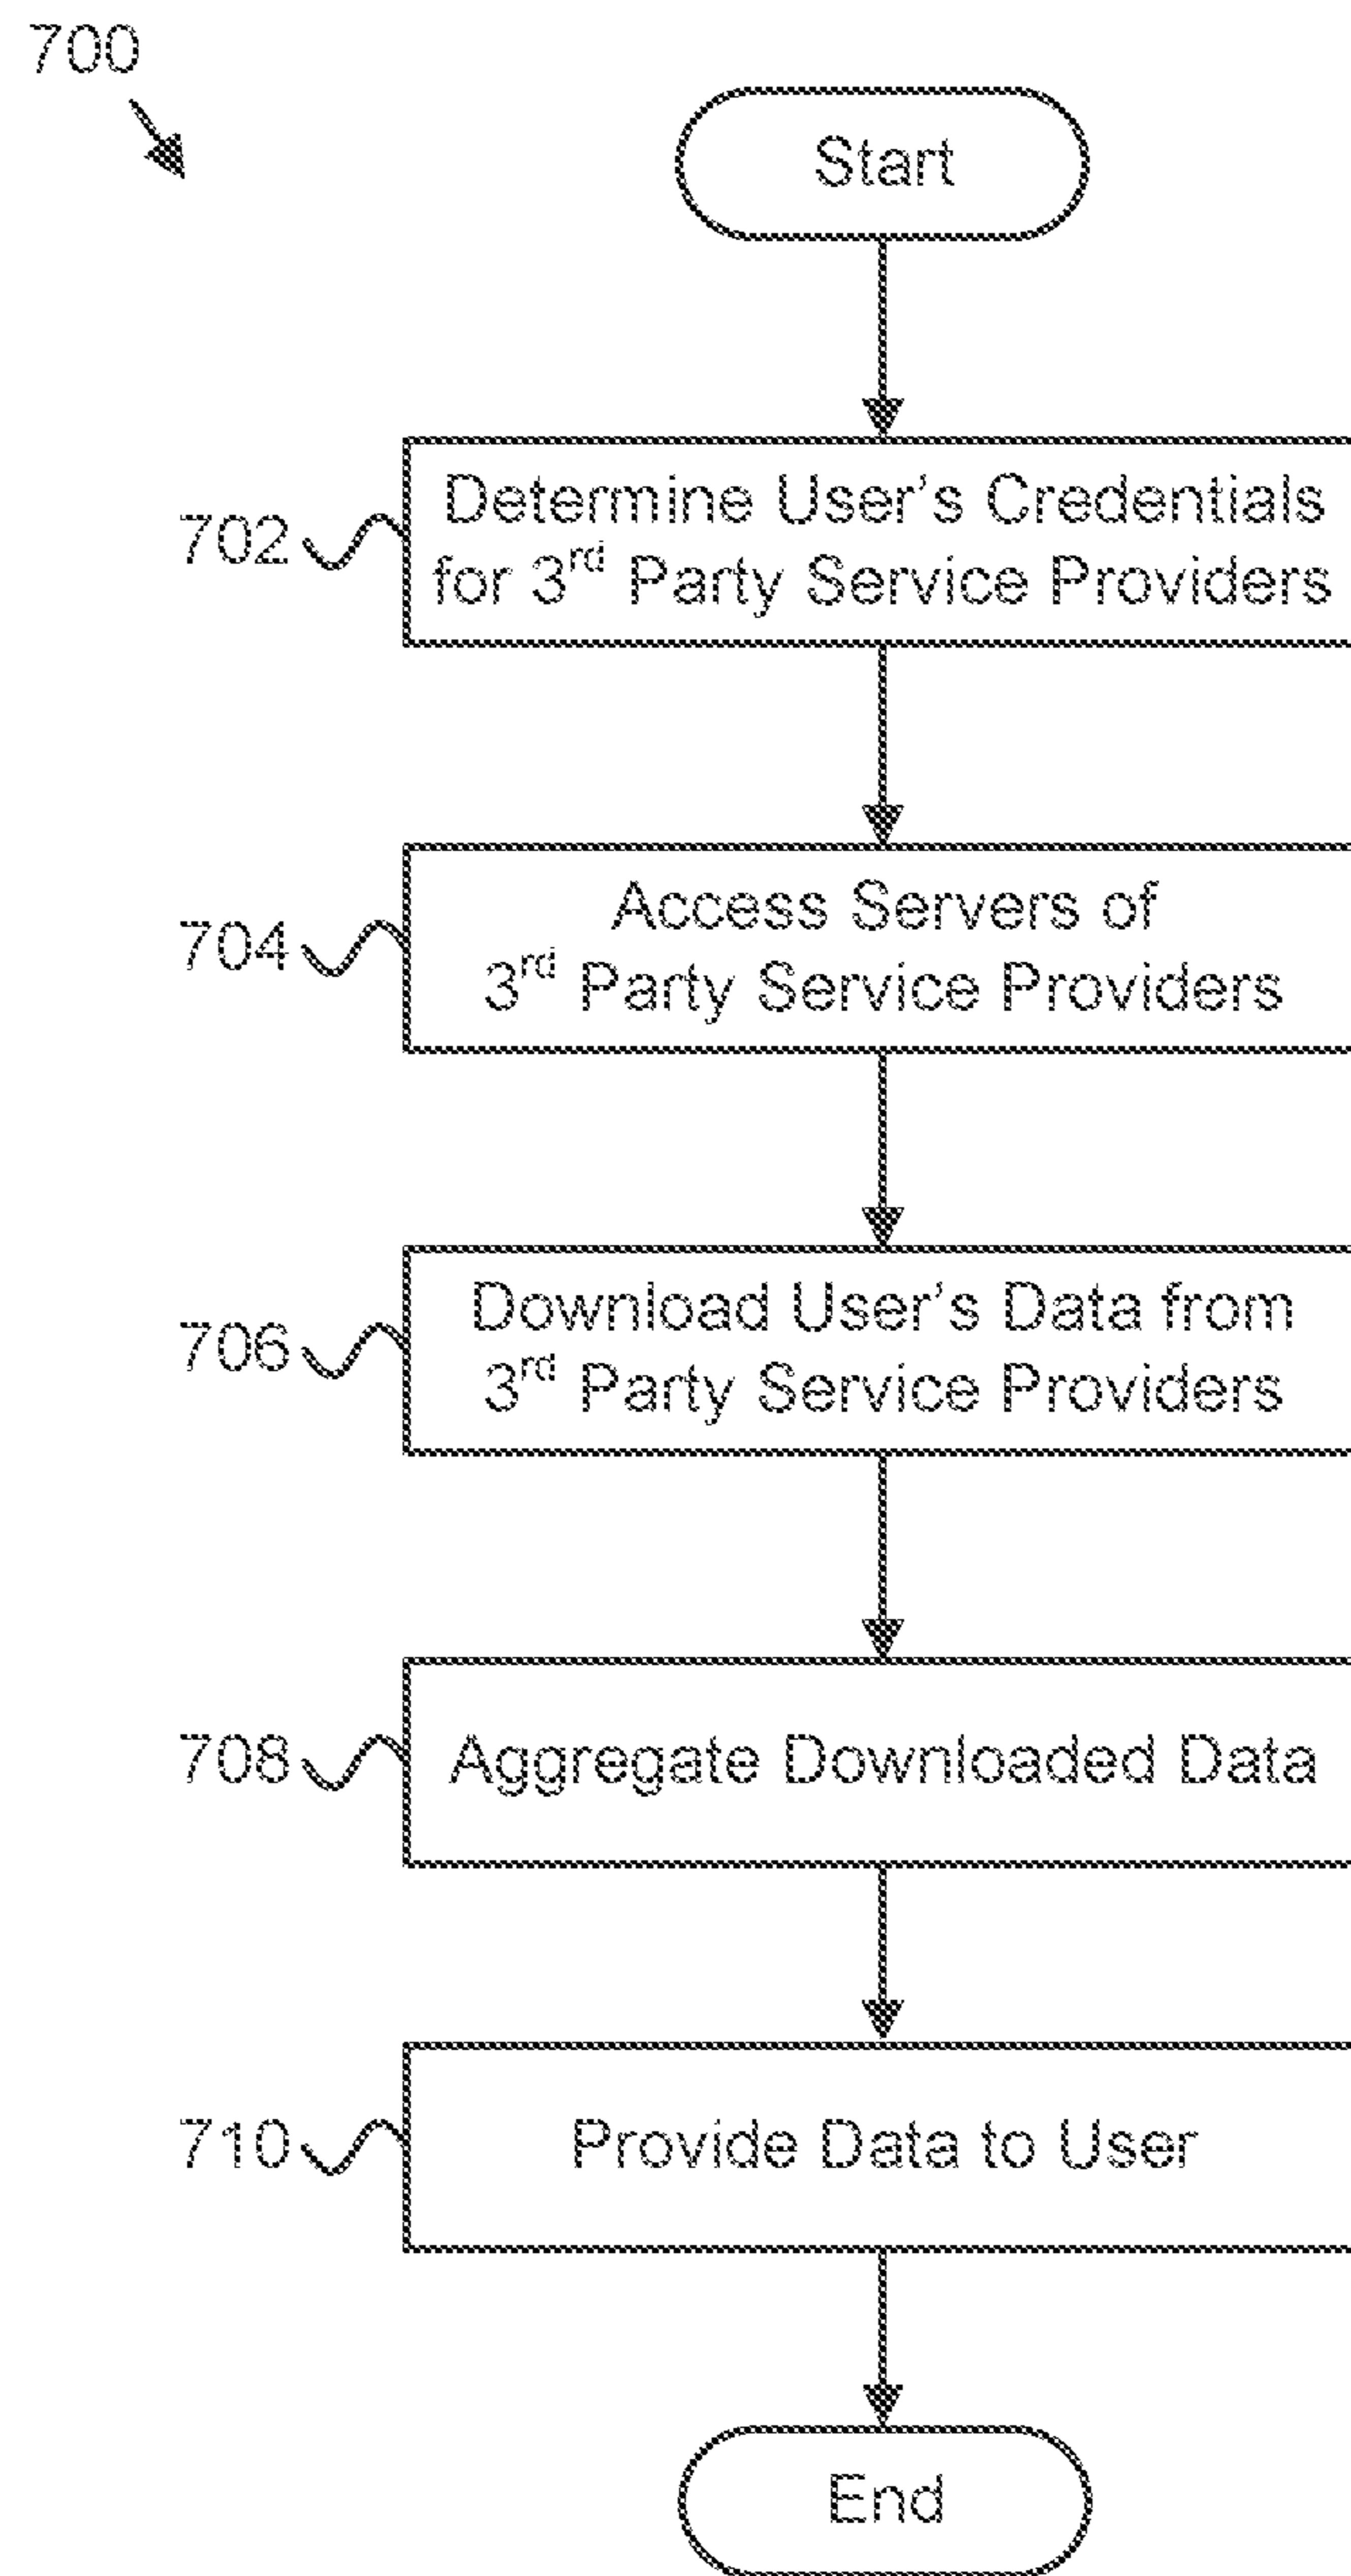 700
Start
702
Determine User's Credentials
for 3rd Party Service Providers
704
Access Servers of
3rd Party Service Providers
706
Download User's Data from
3rd Party Service Providers
708
Aggregate Downloaded Data
710
Provide Data to User
End